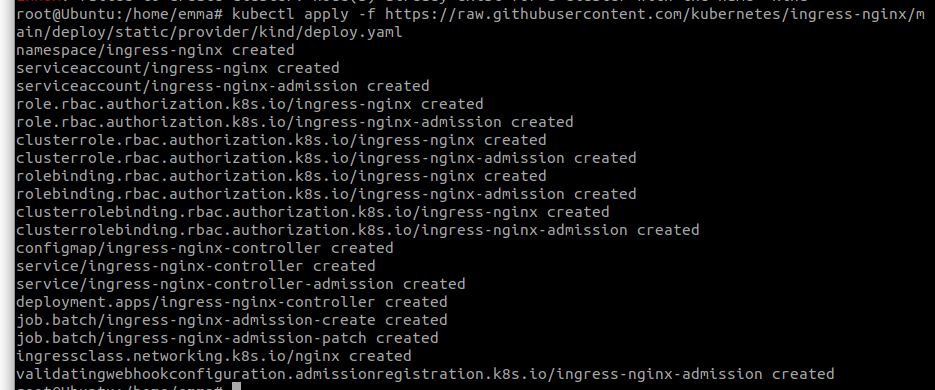 root@Ubuntu:/home/emma# kubectl apply -f https://raw.githubusercontent.com/kubernetes/ingress-nginx/m
ain/deploy/static/provider/kind/deploy.yaml
namespace/ingress-nginx created
serviceaccount/ingress-nginx created
serviceaccount/ingress-nginx-admission created
role.rbac.authorization.k8s.io/ingress-nginx created
role.rbac.authorization.k8s.io/ingress-nginx-admission created
clusterrole.rbac.authorization.k8s.io/ingress-nginx created
clusterrole.rbac.authorization.k8s.io/ingress-nginx-admission created
rolebinding.rbac.authorization.k8s.io/ingress-nginx created
rolebinding.rbac.authorization.k8s.io/ingress-nginx-admission created
clusterrolebinding.rbac.authorization.k8s.io/ingress-nginx created
clusterrolebinding.rbac.authorization.k8s.io/ingress-nginx-admission created
configmap/ingress-nginx-controller created
service/ingress-nginx-controller created
service/ingress-nginx-controller-admission created
deployment.apps/ingress-nginx-controller created
job.batch/ingress-nginx-admission-create created
job.batch/ingress-nginx-admission-patch created
ingressclass.networking.k8s.io/nginx created
validatingwebhookconfiguration.admissionregistration.k8s.io/ingress-nginx-admission created
root@Ubuntu:/home/emma#